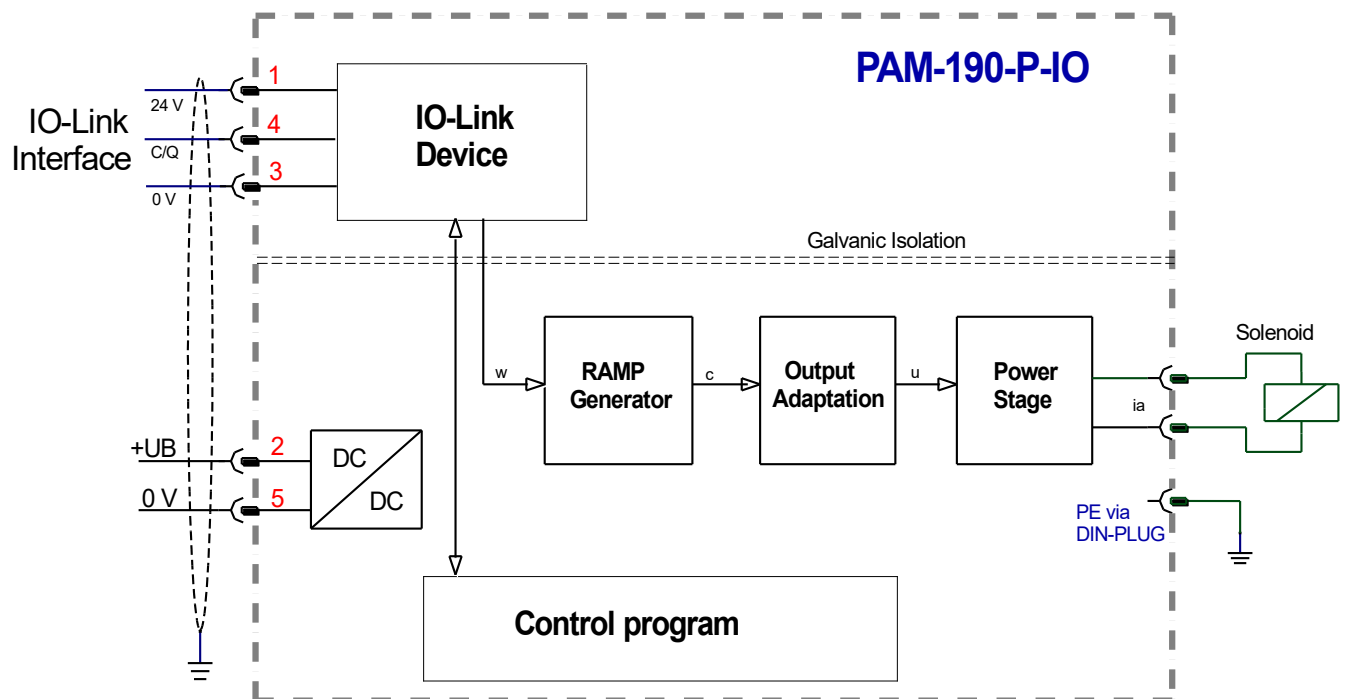 PAM-190-P-IO
1
24 V
IO-Link
Interface
4
C/Q
3
0 V
IO-Link
Device
Galvanic Isolation
Solenoid
w
RAMP
Generator
c
Output
Adaptation
u
Power
Stage
ia
+UB
2
0 V
5
DC
DC
PE via
DIN-PLUG
Control program